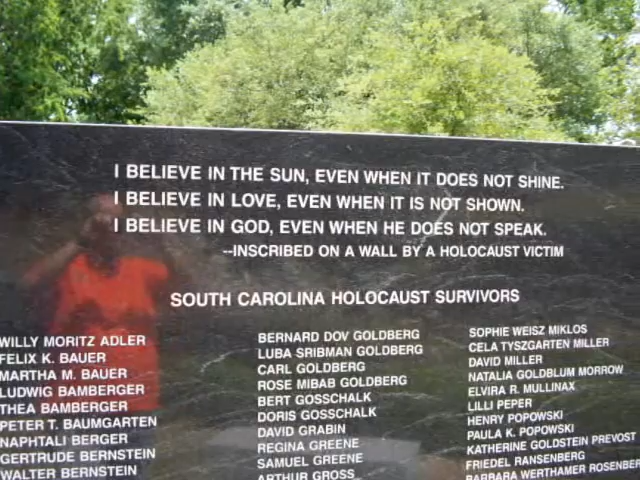 I BELIEVE IN THE SUN, EVEN WHEN IT DOES NOT SHINE.
I BELIEVE IN LOVE, EVEN WHEN IT IS NOT SHOWN.
I BELIEVE IN GOD, EVEN WHEN HE DOES NOT SPEAK.
--INSCRIBED ON A WALL BY A HOLOCAUST VICTIM
SOUTH CAROLINA HOLOCAUST SURVIVORS
WILLY MORITZ ADLER
FELIX K. BAUER
MARTHA M. BAUER
LUDWIG BAMBERGER
THEA BAMBERGER
PETER T. BAUMGARTEN
NAPHTALI BERGER
GERTRUDE BERNSTEIN
WALTER BERNSTEIN
BERNARD DOV GOLDBERG
LUBA SRIBMAN GOLDBERG
CARL GOLDBERG
ROSE MIBAB GOLDBERG
BERT GOSSCHALK
DORIS GOSSCHALK
DAVID GRABIN
REGINA GREENE
SAMUEL GREENE
ARTHUR GROSS
SOPHIE WEISZ MIKLOS
CELA TYSZGARTEN MILLER
DAVID MILLER
NATALIA GOLDBLUM MORROW
ELVIRA R. MULLINAX
LILLI PEPER
HENRY POPOWSKI
PAULA K. POPOWSKI
KATHERINE GOLDSTEIN PREVOST
FRIEDEL RANSENBERG
BARBARA WERTHAMER ROSENBER